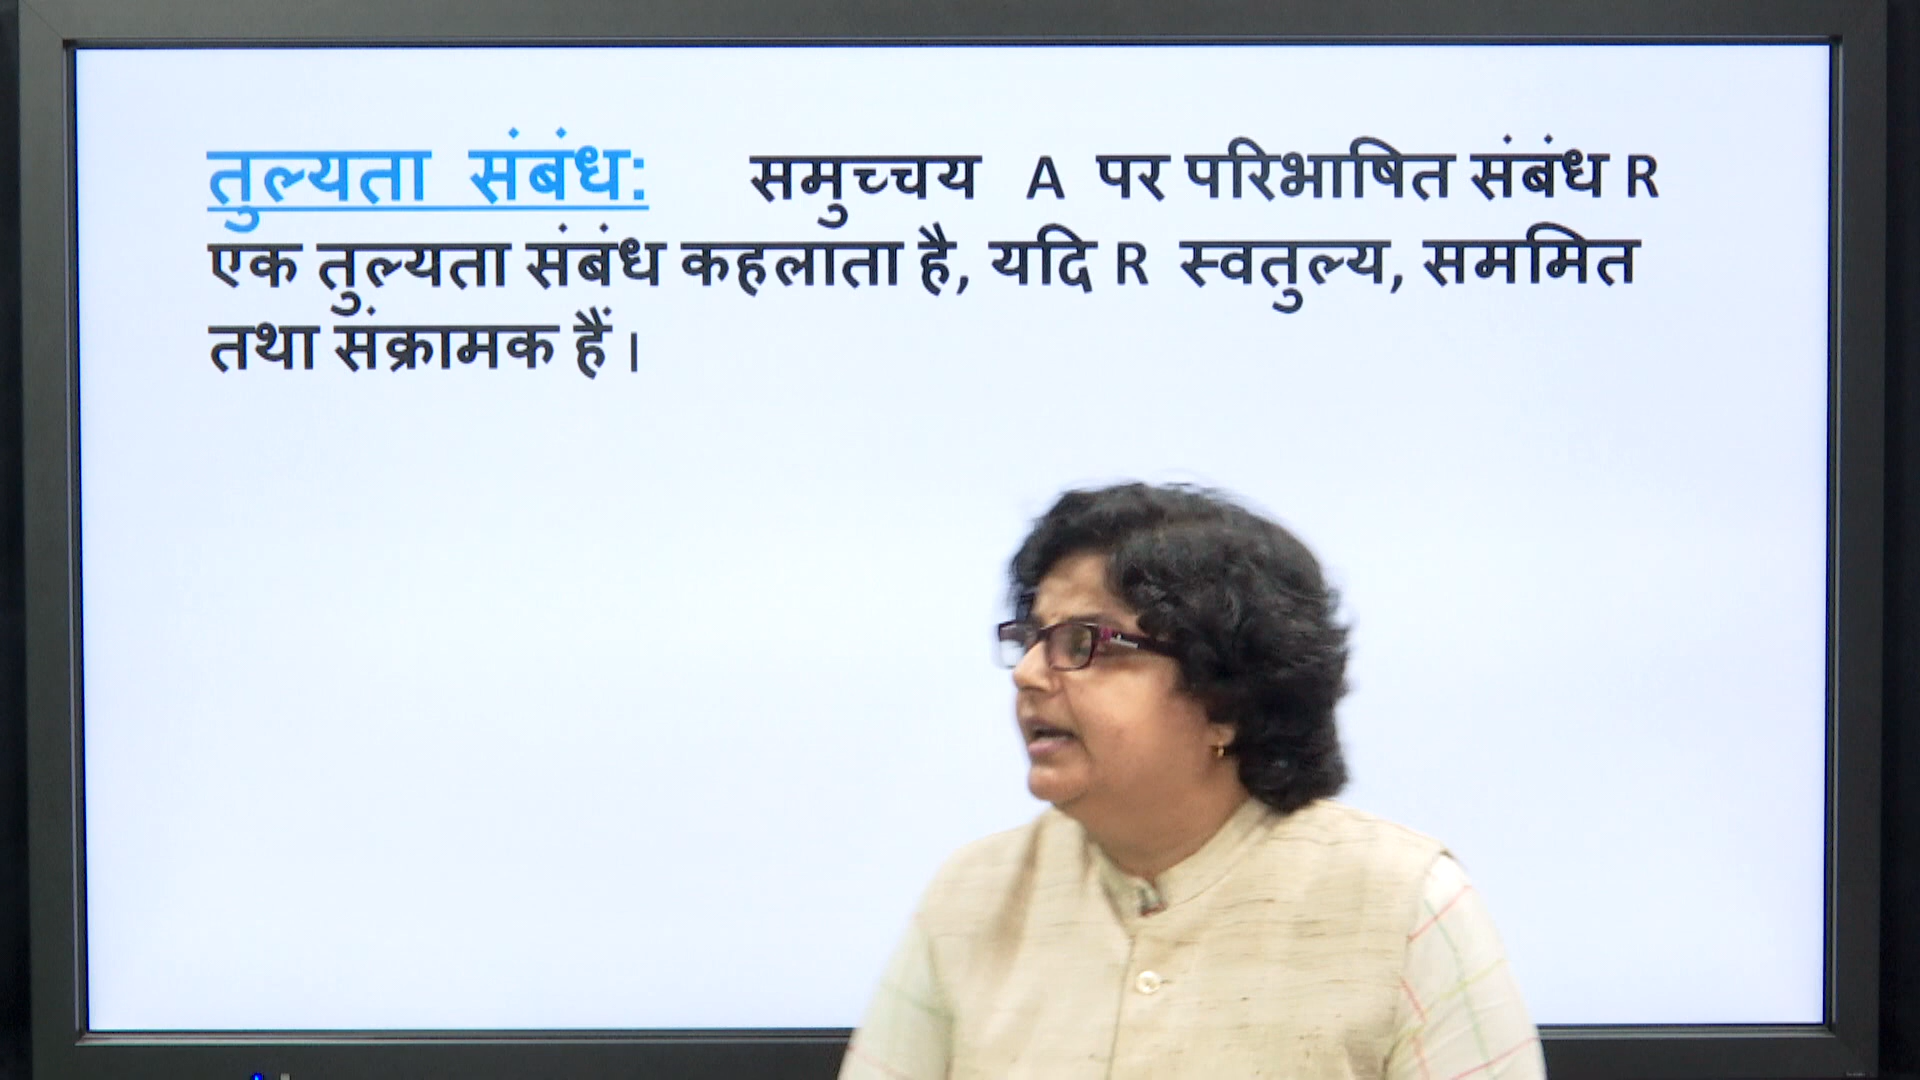 तुल्यता संबंध: समुच्चय A पर परिभाषित संबंध R
एक तुल्यता संबंध कहलाता है, यदि R स्वतुल्य, सममित
तथा संक्रामक हैं ।